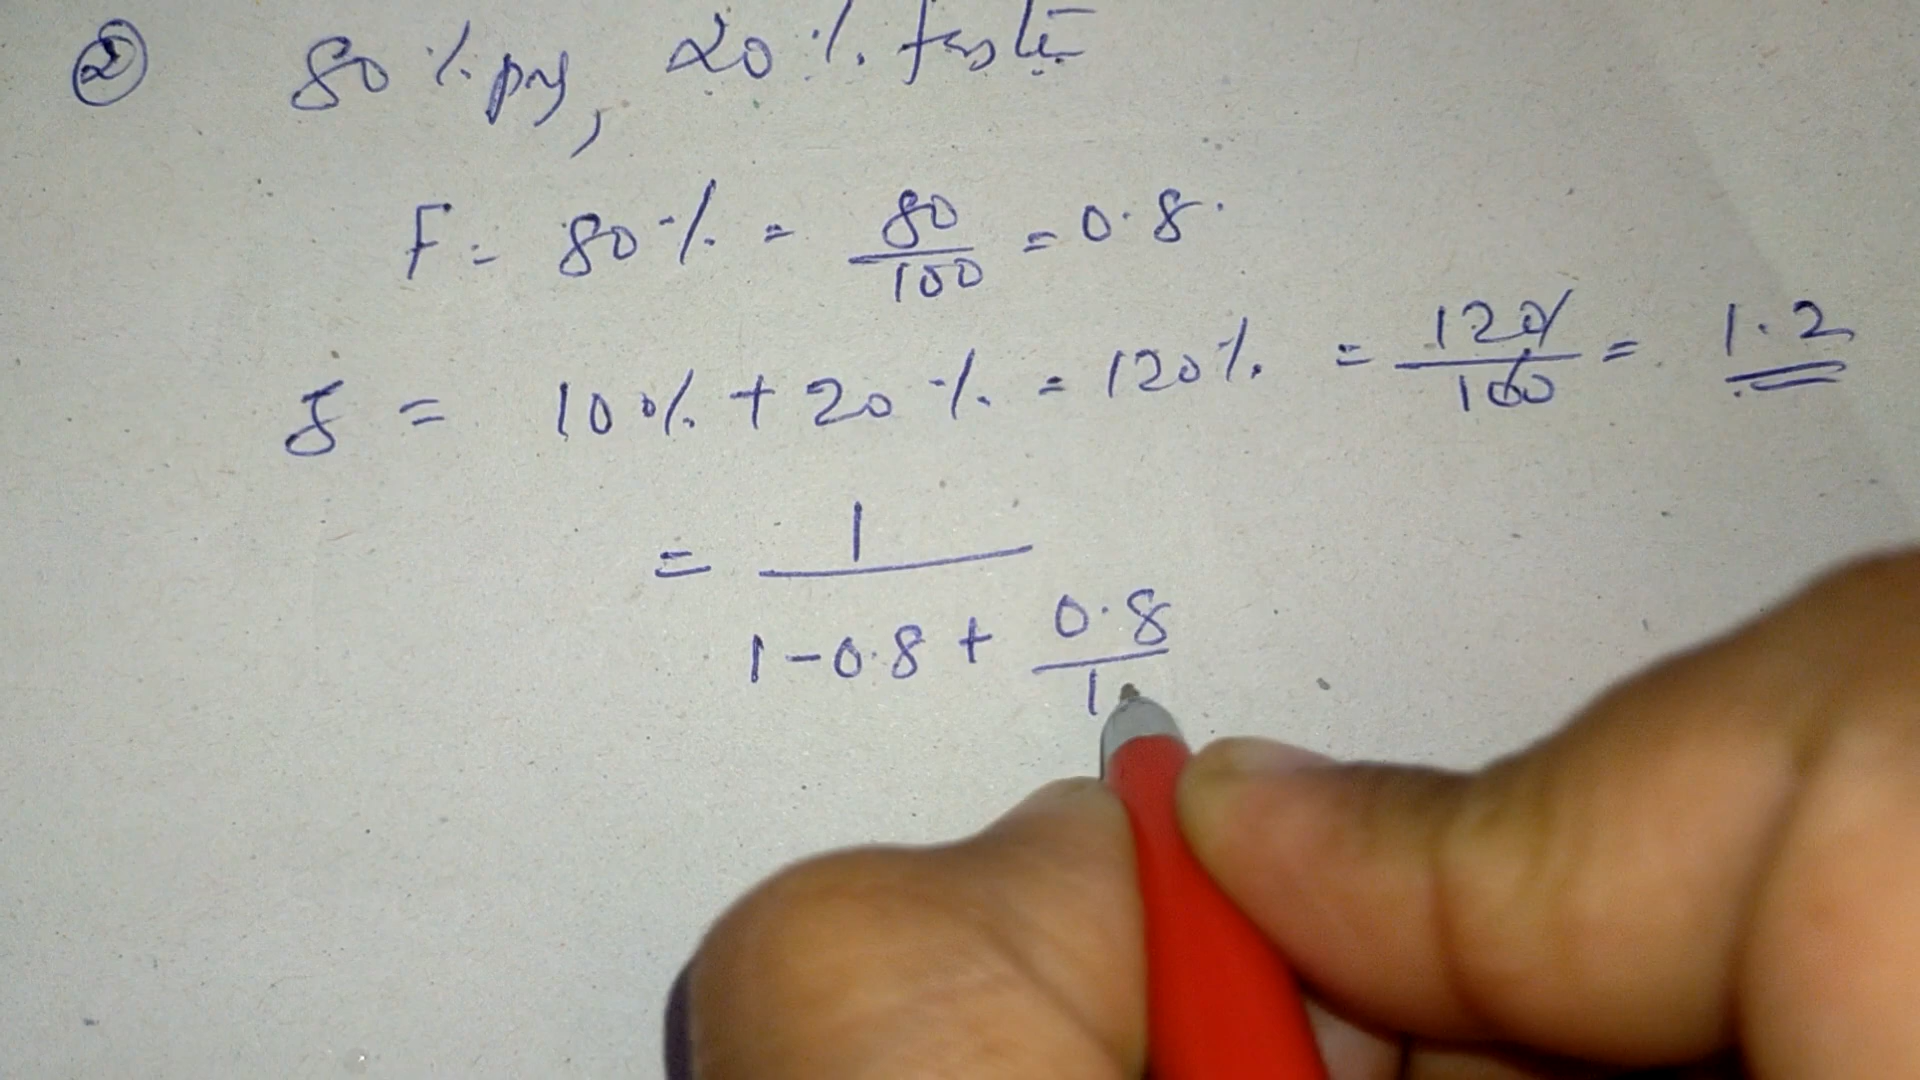 ② 80% prg, 20% faster
F = 80% = 80/100 = 0.8.
S = 100% + 20% = 120% = 120/100 = 1.2
= 1/(1-0.8 + 0.8/1